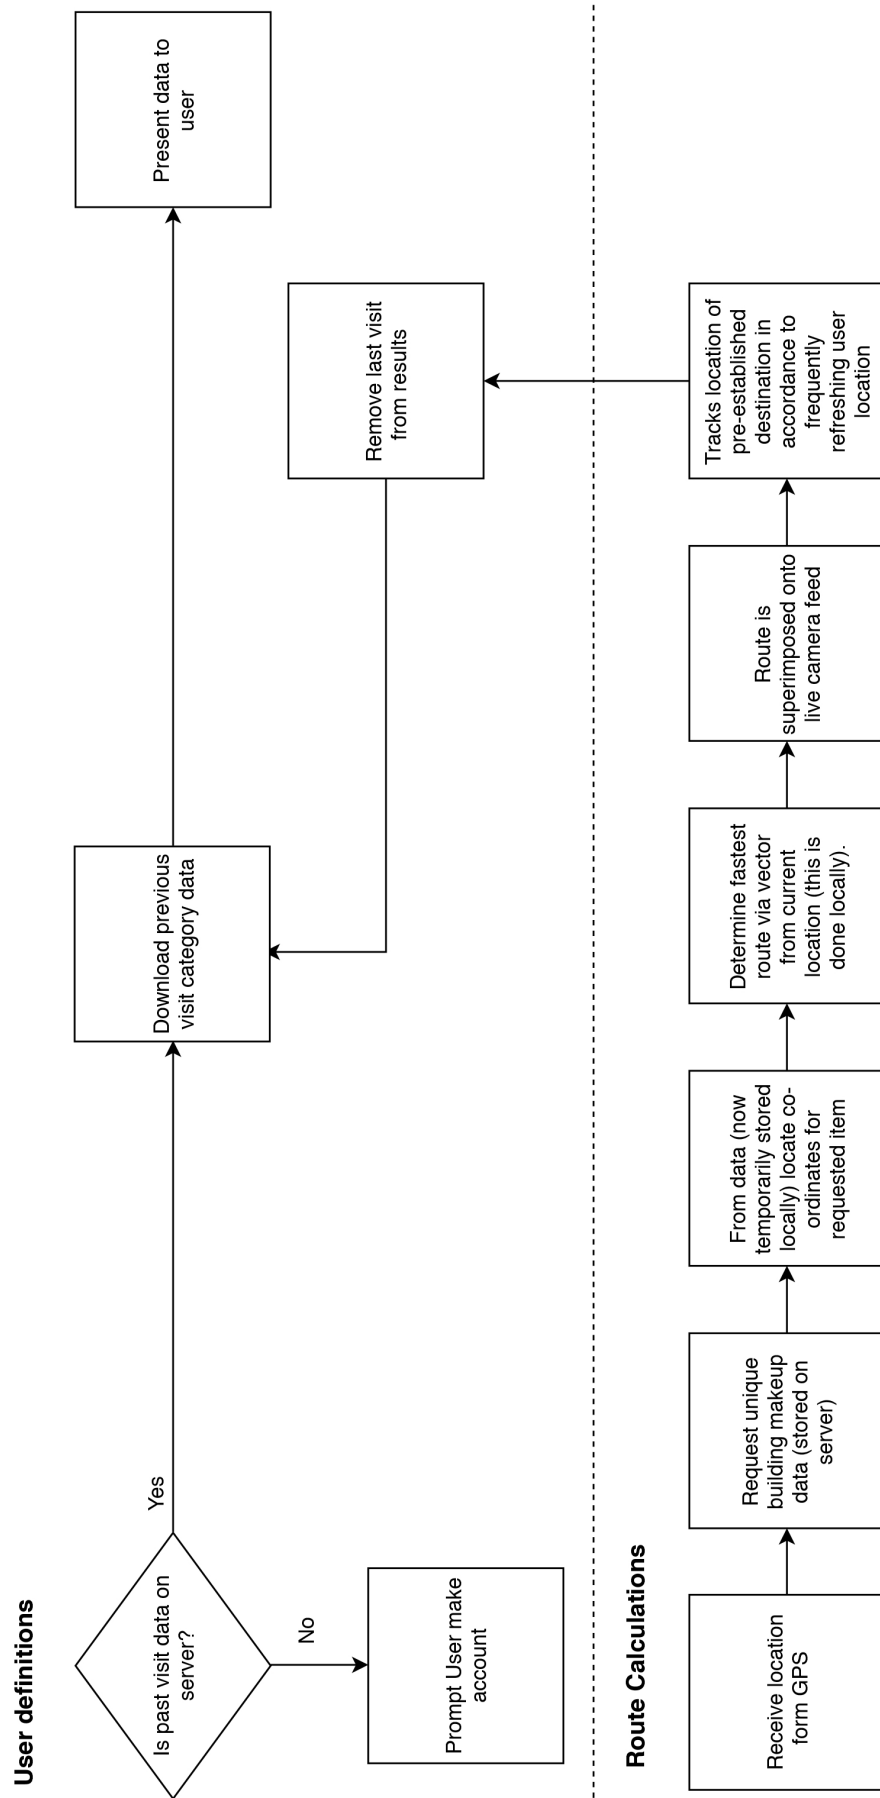 User definitions
Is past visit data on
server?
Yes
No
Prompt User make
account
Download previous
visit category data
Remove last visit
from results
Present data to
user
Route Calculations
Receive location
form GPS
Request unique
building makeup
data (stored on
server)
From data (now
temporarily stored
locally) locate co-
ordinates for
requested item
Determine fastest
route via vector
from current
location (this is
done locally).
Route is
superimposed onto
live camera feed
Tracks location of
pre-established
destination in
accordance to
frequently
refreshing user
location